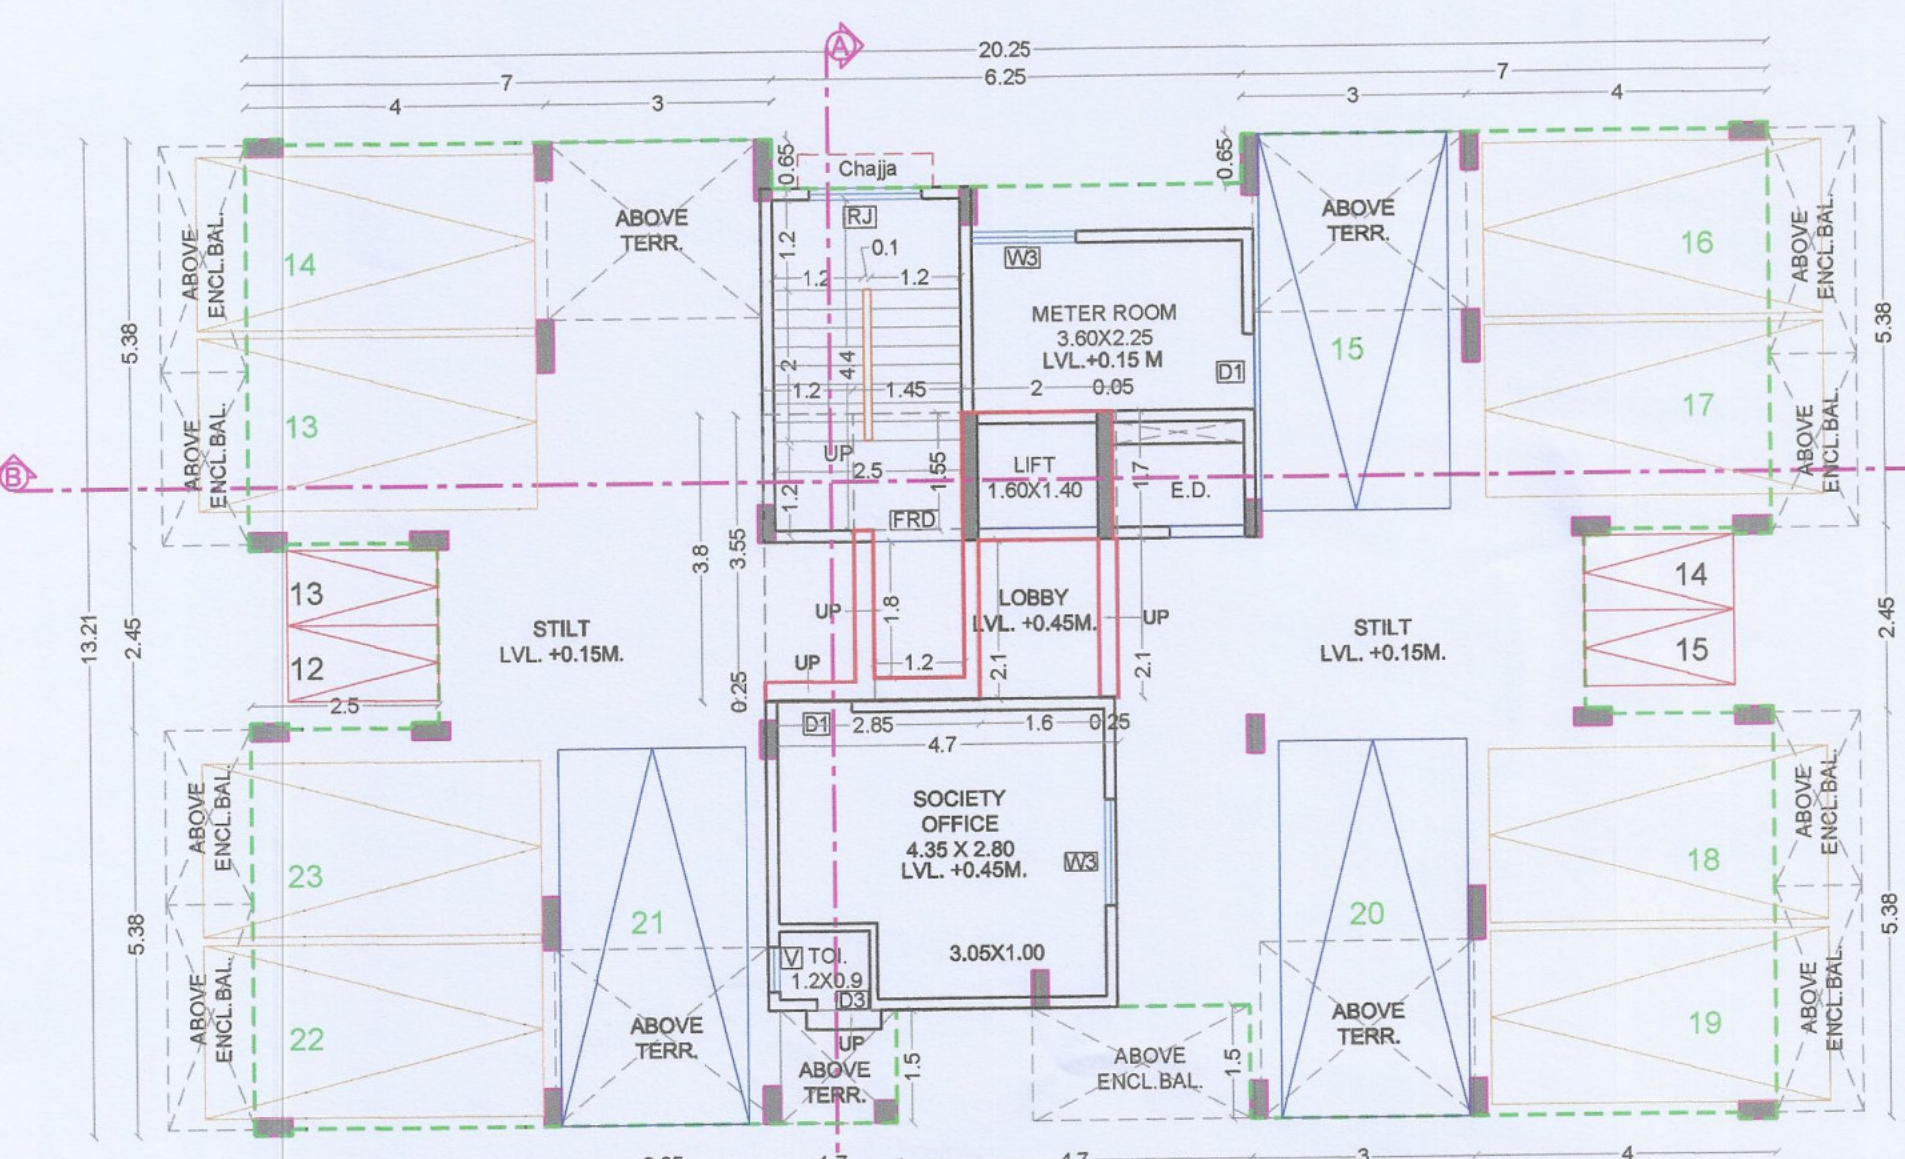 A
20.25
7
6.25
7
4
3
3
4
0.65
Chajja
0.65
RJ
0.1
1.2
1.2
1.2
W3
ABOVE
TERR.
ABOVE
TERR.
ABOVE
ENCL.BAL.
14
16
ABOVE
ENCL.BAL.
METER ROOM
3.60X2.25
LVL.+0.15 M
5.38
2
4.4
1.2
1.45
2
0.05
D1
15
5.38
ABOVE
ENCL.BAL.
13
17
ABOVE
ENCL.BAL.
B
UP
2.5
1.55
LIFT
1.60X1.40
1.7
E.D.
1.2
FRD
13.21
2.45
13
12
2.5
STILT
LVL. +0.15M.
3.8
3.55
0.25
UP
1.8
UP
1.2
LOBBY
LVL. +0.45M.
2.1
UP
2.1
STILT
LVL. +0.15M.
14
15
2.45
D1
2.85
1.6
0.25
4.7
SOCIETY
OFFICE
4.35 X 2.80
LVL. +0.45M.
W3
ABOVE
ENCL.BAL.
23
21
20
18
ABOVE
ENCL.BAL.
5.38
5.38
V
TOI.
1.2X0.9
D3
3.05X1.00
ABOVE
ENCL.BAL.
22
ABOVE
TERR.
UP
ABOVE
TERR.
1.5
ABOVE
ENCL.BAL.
1.5
ABOVE
TERR.
19
ABOVE
ENCL.BAL.
3
4